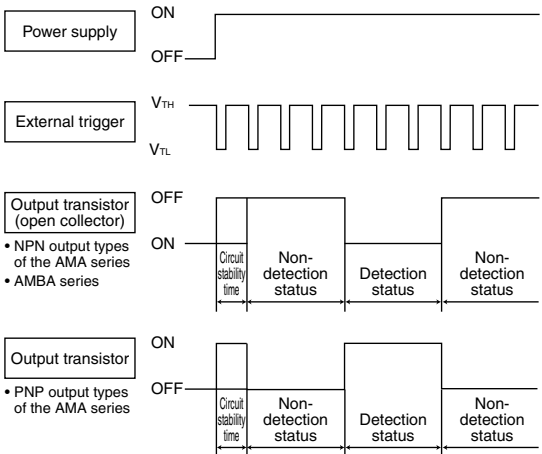 Power supply
ON
OFF
External trigger
VTH
VTL
Output transistor
(open collector)
• NPN output types
of the AMA series
• AMBA series
OFF
ON
Circuit
stability
time
Non-
detection
status
Detection
status
Non-
detection
status
Output transistor
• PNP output types
of the AMA series
ON
OFF
Circuit
stability
time
Non-
detection
status
Detection
status
Non-
detection
status